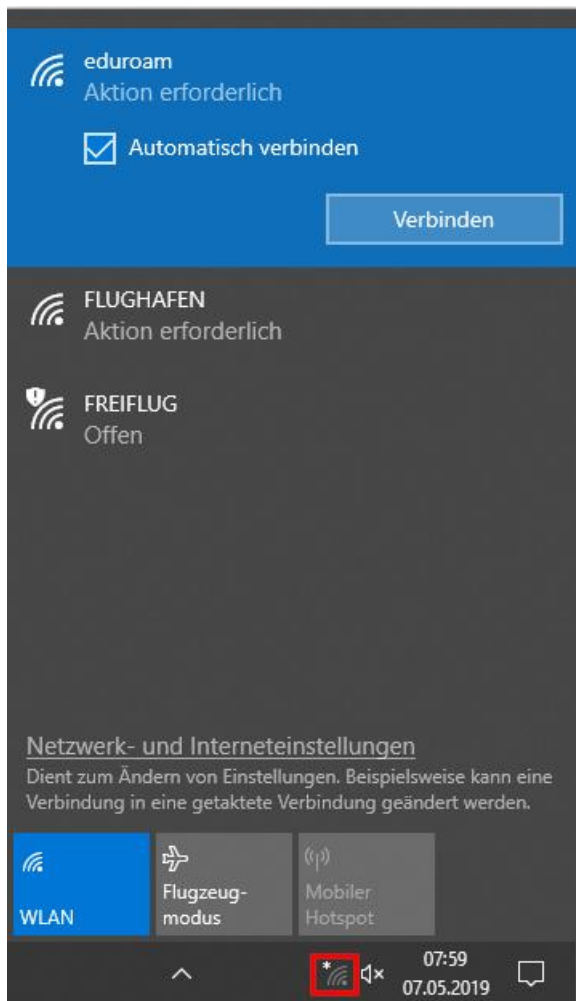 eduroam
Aktion erforderlich
Automatisch verbinden
Verbinden
FLUGHAFEN
Aktion erforderlich
FREIFLUG
Offen
Netzwerk- und Interneteinstellungen
Dient zum Ändern von Einstellungen. Beispielsweise kann eine
Verbindung in eine getaktete Verbindung geändert werden.
WLAN
Flugzeug-
modus
Mobiler
Hotspot
07:59
07.05.2019